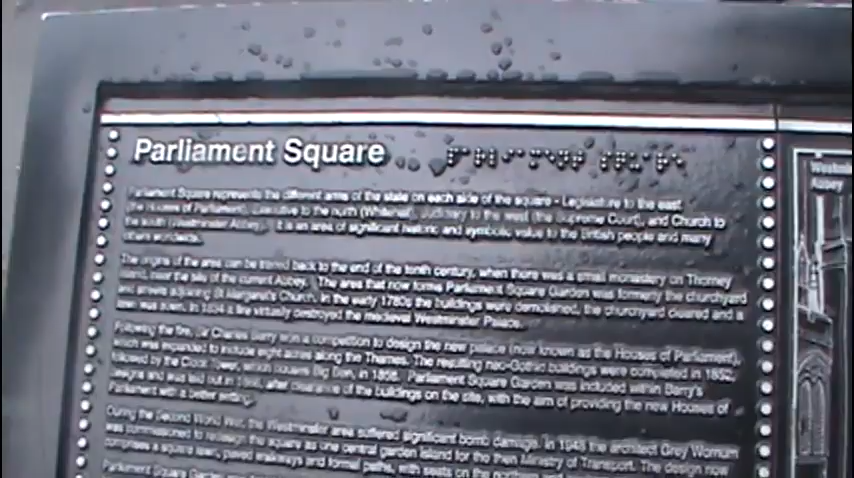 Parliament Square
Parliament Square represents the different arms of the state on each side of the square - Legislature to the east
(the Houses of Parliament), Executive to the north (Whitehall), Judiciary to the west (the Supreme Court), and Church to
the south (Westminster Abbey). It is an area of significant historic and symbolic value to the British people and many
others worldwide.
The origins of the area can be traced back to the end of the tenth century, when there was a small monastery on Thorney
Island, near the site of the current Abbey. The area that now forms Parliament Square Garden was formerly the churchyard
and streets adjoining St Margaret's Church. In the early 1780s the buildings were demolished, the churchyard cleared and a
lawn was sown. In 1834 a fire virtually destroyed the medieval Westminster Palace.
Following the fire, Sir Charles Barry won a competition to design the new palace (now known as the Houses of Parliament),
which was expanded to include eight acres along the Thames. The resulting neo-Gothic buildings were completed in 1852,
followed by the Clock Tower, which houses Big Ben, in 1858. Parliament Square Garden was included within Barry's
designs and was laid out in after clearance of the buildings on the site, with the aim of providing the new Houses of
Parliament with a better setting.
During the Second World War, the Westminster area suffered significant bomb damage. In 1948 the architect Grey Wornum
was commissioned to redesign the square as one central garden island for the then Ministry of Transport. The design now
comprises a square lawn, paved walkways and formal paths, with seats on the northern and
Parliament Square
Abbey